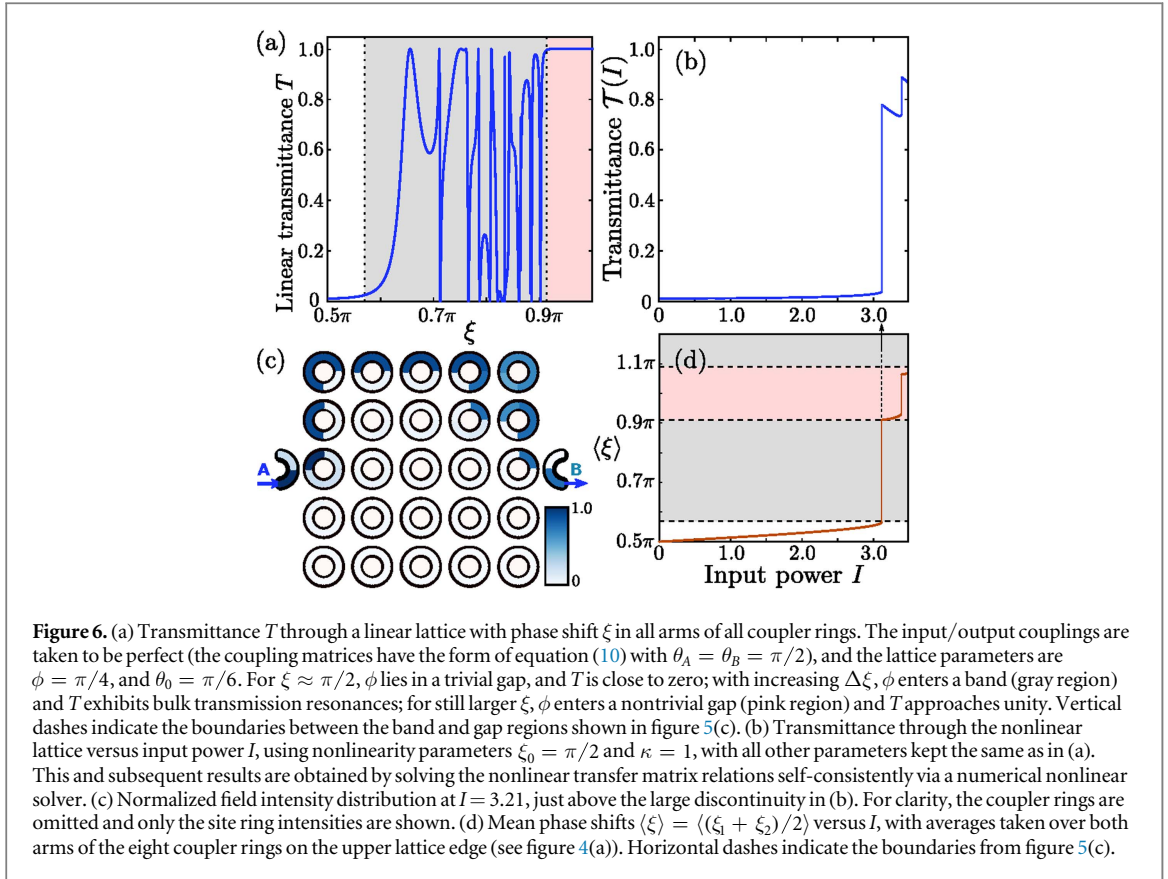 (a)
1.0
0.8
0.6
0.4
0.2
0
Linear transmittance T
0.5π 0.7π 0.9π
ξ
(b)
1.0
0.8
0.6
0.4
0.2
0
Transmittance 𝒯(I)
0 1.0 2.0 3.0
(c)
A
B
1.0
0
(d)
1.1π
0.9π
⟨ξ⟩
0.7π
0.5π
0 1.0 2.0 3.0
Input power I
Figure 6. (a) Transmittance T through a linear lattice with phase shift ξ in all arms of all coupler rings. The input/output couplings are
taken to be perfect (the coupling matrices have the form of equation (10) with θ_A = θ_B = π/2), and the lattice parameters are
ϕ = π/4, and θ₀ = π/6. For ξ ≈ π/2, ϕ lies in a trivial gap, and T is close to zero; with increasing Δξ, ϕ enters a band (gray region)
and T exhibits bulk transmission resonances; for still larger ξ, ϕ enters a nontrivial gap (pink region) and T approaches unity. Vertical
dashes indicate the boundaries between the band and gap regions shown in figure 5(c). (b) Transmittance through the nonlinear
lattice versus input power I, using nonlinearity parameters ξ₀ = π/2 and κ = 1, with all other parameters kept the same as in (a).
This and subsequent results are obtained by solving the nonlinear transfer matrix relations self-consistently via a numerical nonlinear
solver. (c) Normalized field intensity distribution at I = 3.21, just above the large discontinuity in (b). For clarity, the coupler rings are
omitted and only the site ring intensities are shown. (d) Mean phase shifts ⟨ξ⟩ = ⟨(ξ₁ + ξ₂)/2⟩ versus I, with averages taken over both
arms of the eight coupler rings on the upper lattice edge (see figure 4(a)). Horizontal dashes indicate the boundaries from figure 5(c).